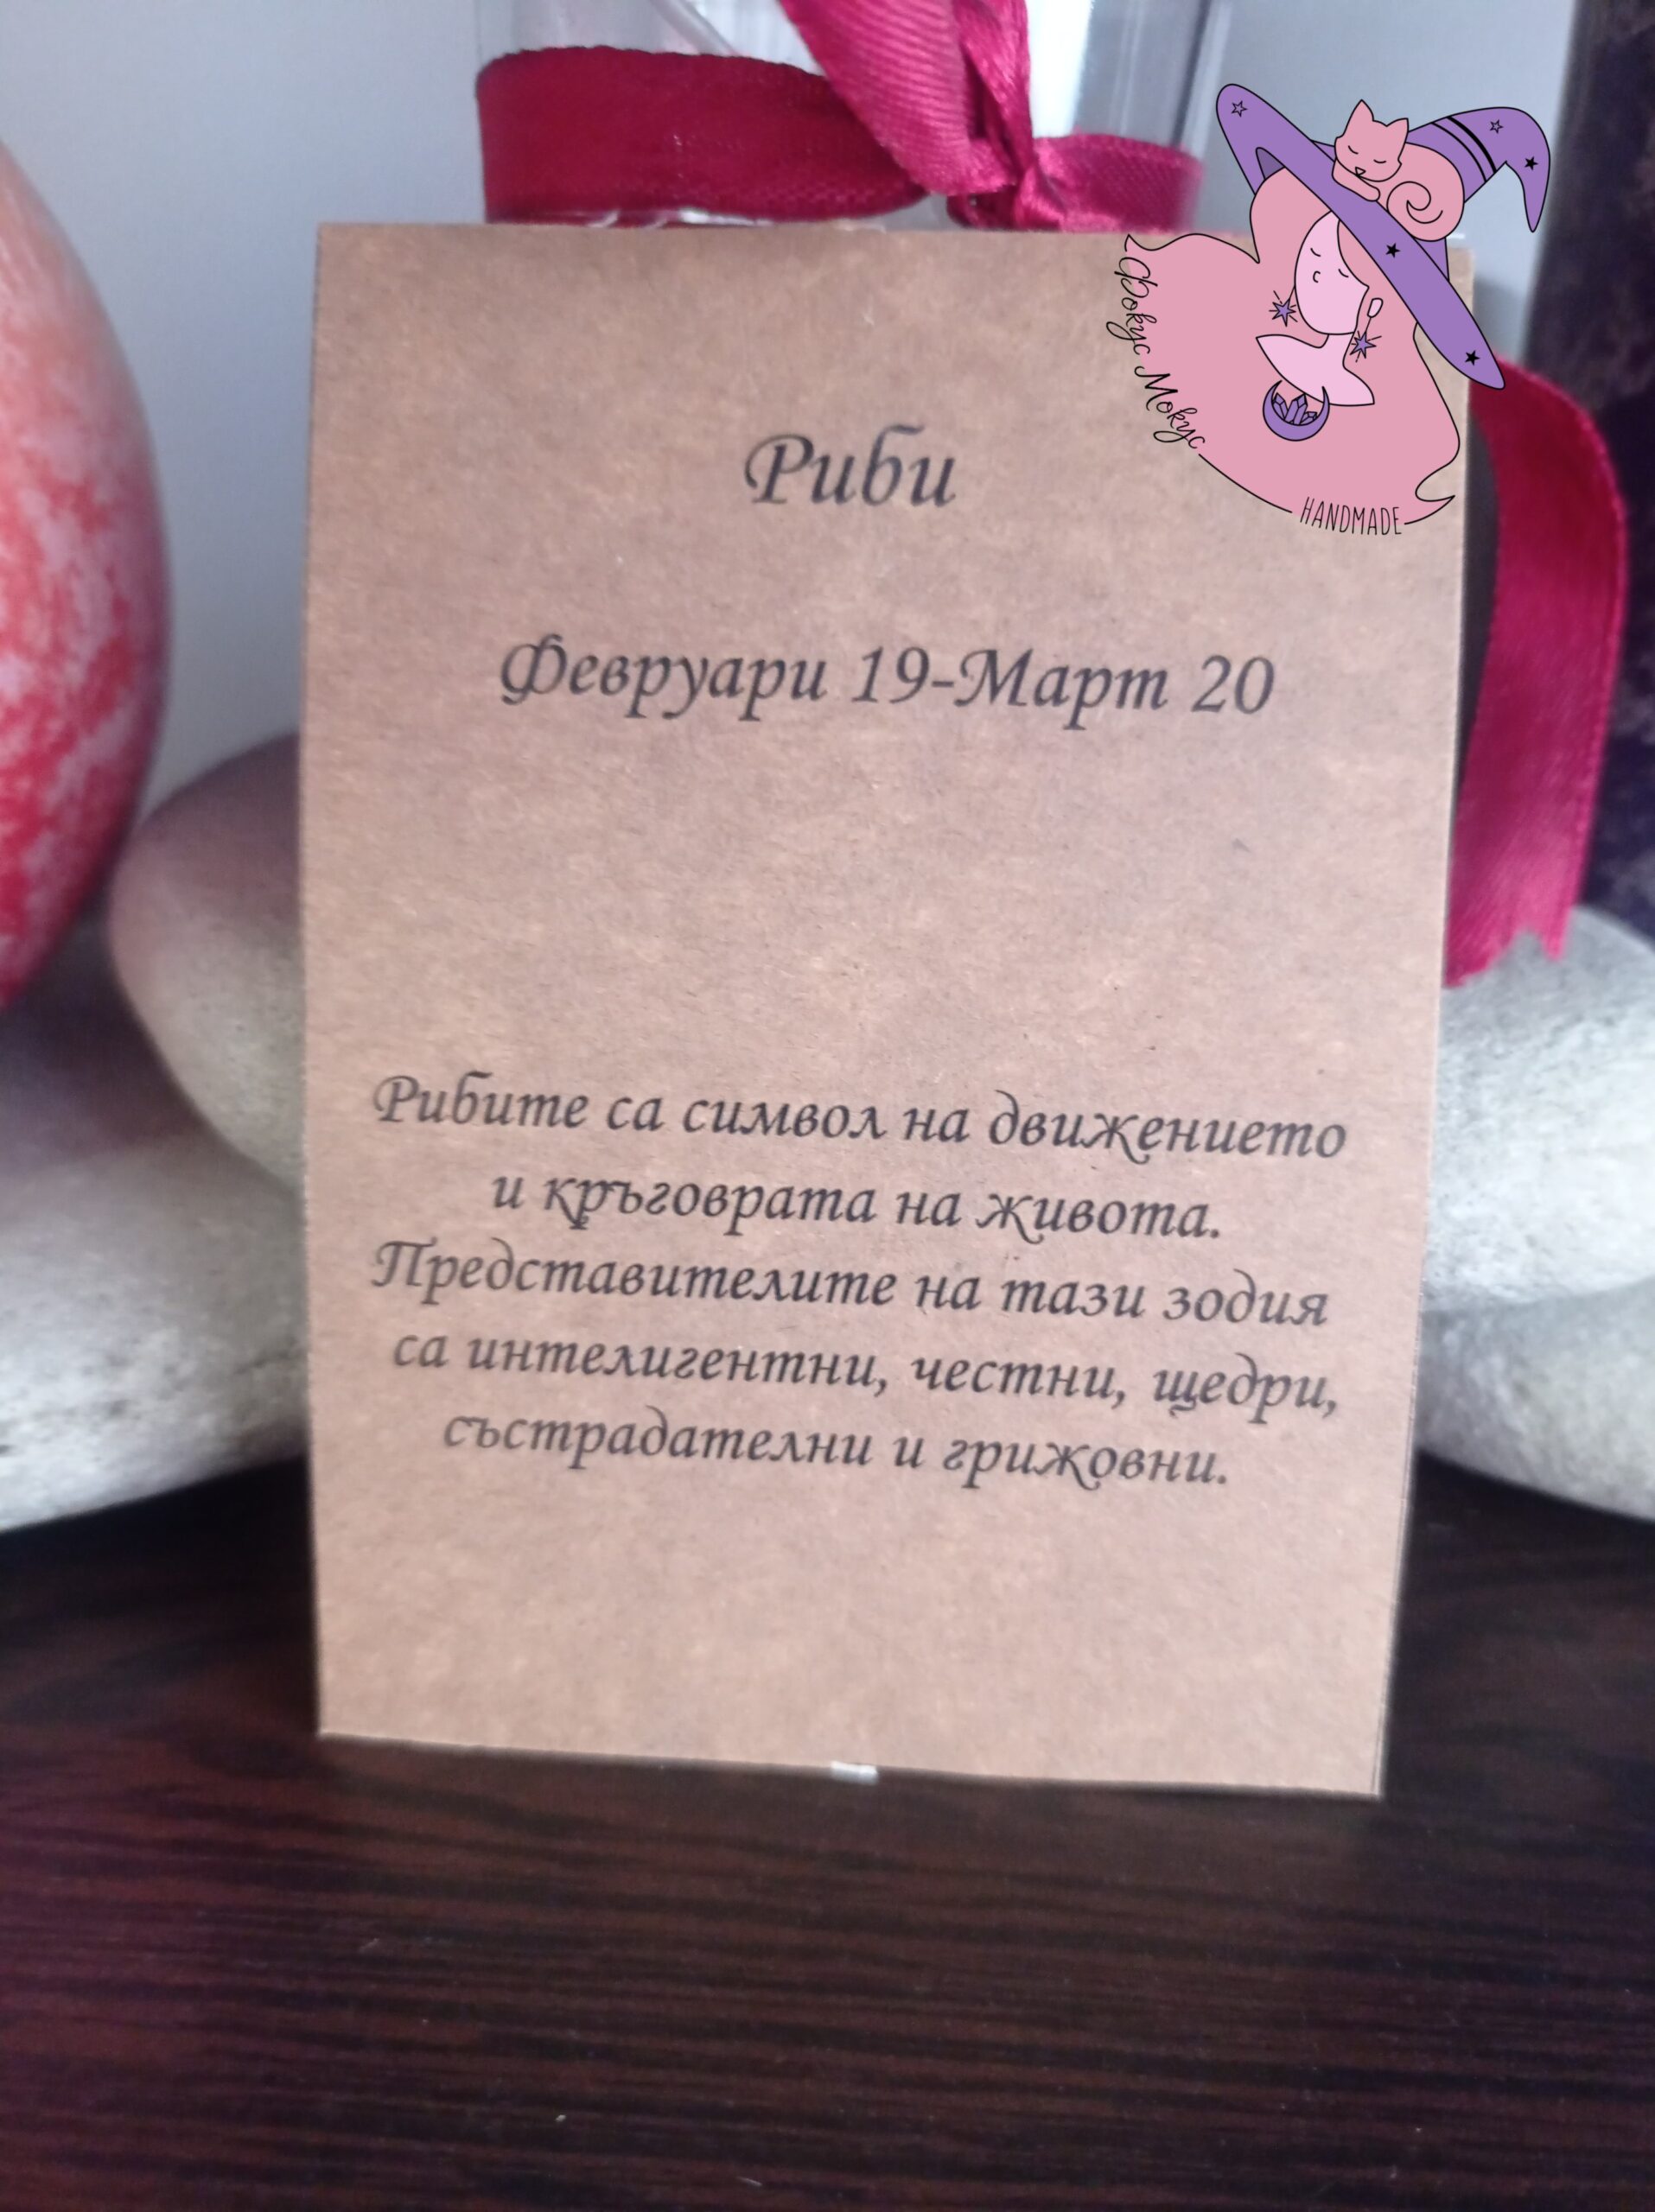 Фокус Мокус
HANDMADE
Риби
Февруари 19-Март 20
Рибите са символ на движението
и кръговрата на живота.
Представителите на тази зодия
са интелигентни, честни, щедри,
състрадателни и грижовни.